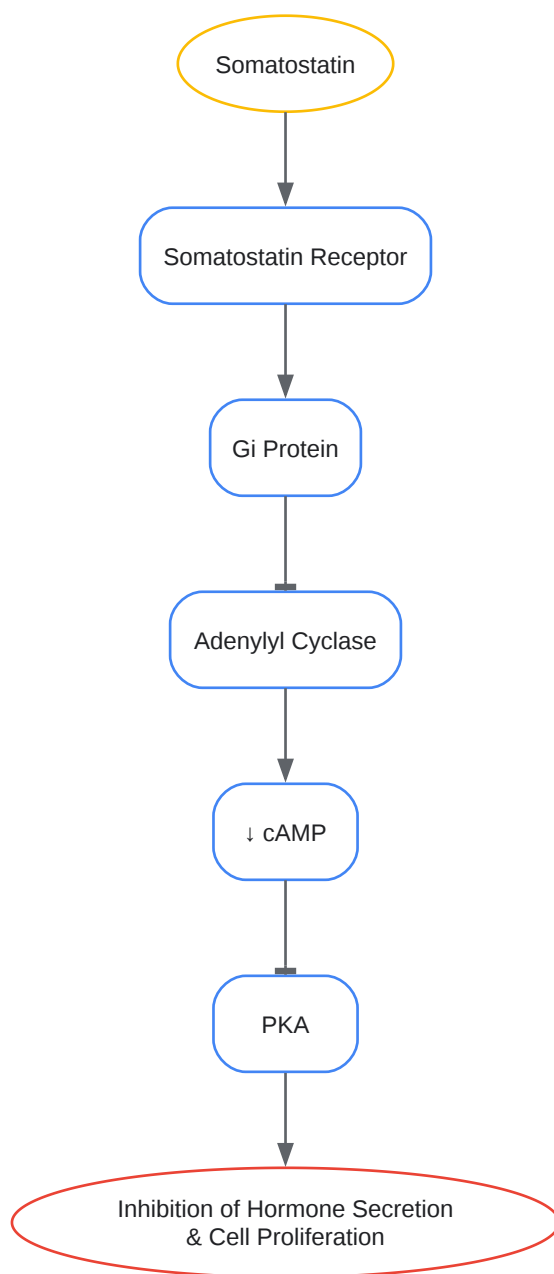 Somatostatin
Somatostatin Receptor
Gi Protein
Adenylyl Cyclase
↓ cAMP
PKA
Inhibition of Hormone Secretion
& Cell Proliferation